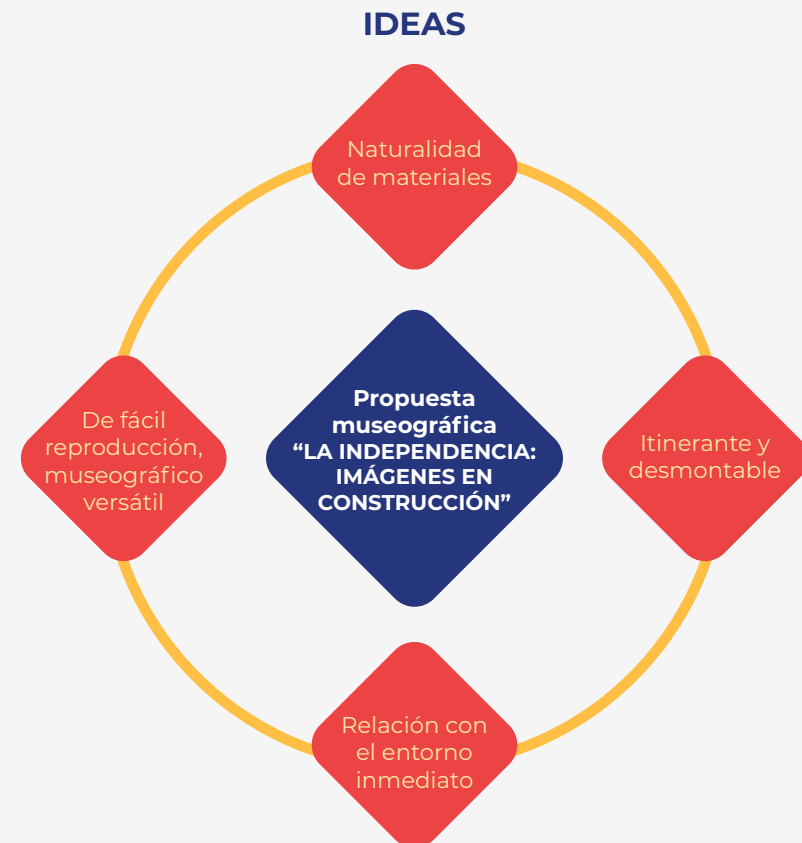 IDEAS
Naturalidad
de materiales
De fácil
reproducción,
museográfico
versátil
Propuesta
museográfica
“LA INDEPENDENCIA:
IMÁGENES EN
CONSTRUCCIÓN”
Itinerante y
desmontable
Relación con
el entorno
inmediato